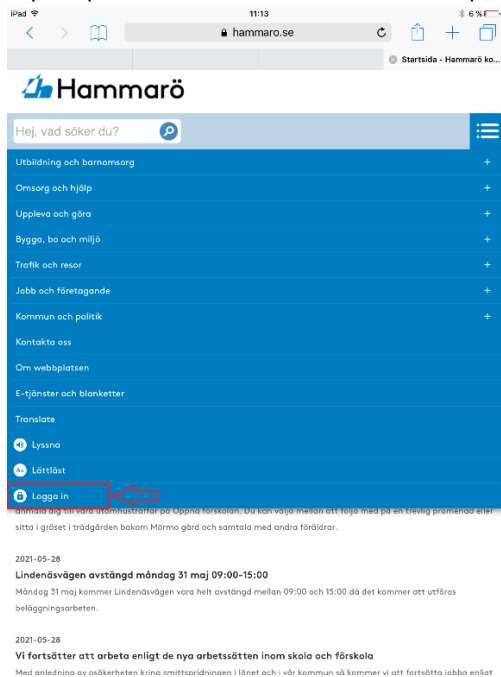 iPad 11:13 6 %
hammaro.se
Startsida - Hammarö ko...
Hammarö
Hej, vad söker du?
Utbildning och barnomsorg +
Omsorg och hjälp +
Uppleva och göra +
Bygga, bo och miljö +
Trafik och resor +
Jobb och företagande +
Kommun och politik +
Kontakta oss
Om webbplatsen
E-tjänster och blanketter
Translate
Lyssna
Aa Lättläst
Logga in
anmäla dig till våra utomhusträffar på Öppna förskolan. Du kan välja mellan att följa med på en trevlig promenad eller
sitta i gräset i trädgården bakom Mörmo gård och samtala med andra föräldrar.
2021-05-28
Lindenäsvägen avstängd måndag 31 maj 09:00-15:00
Måndag 31 maj kommer Lindenäsvägen vara helt avstängd mellan 09:00 och 15:00 då det kommer att utföras
beläggningsarbeten.
2021-05-28
Vi fortsätter att arbeta enligt de nya arbetssätten inom skola och förskola
Med anledning av osäkerheten kring smittspridningen i länet och i vår kommun så kommer vi att fortsätta jobba enligt